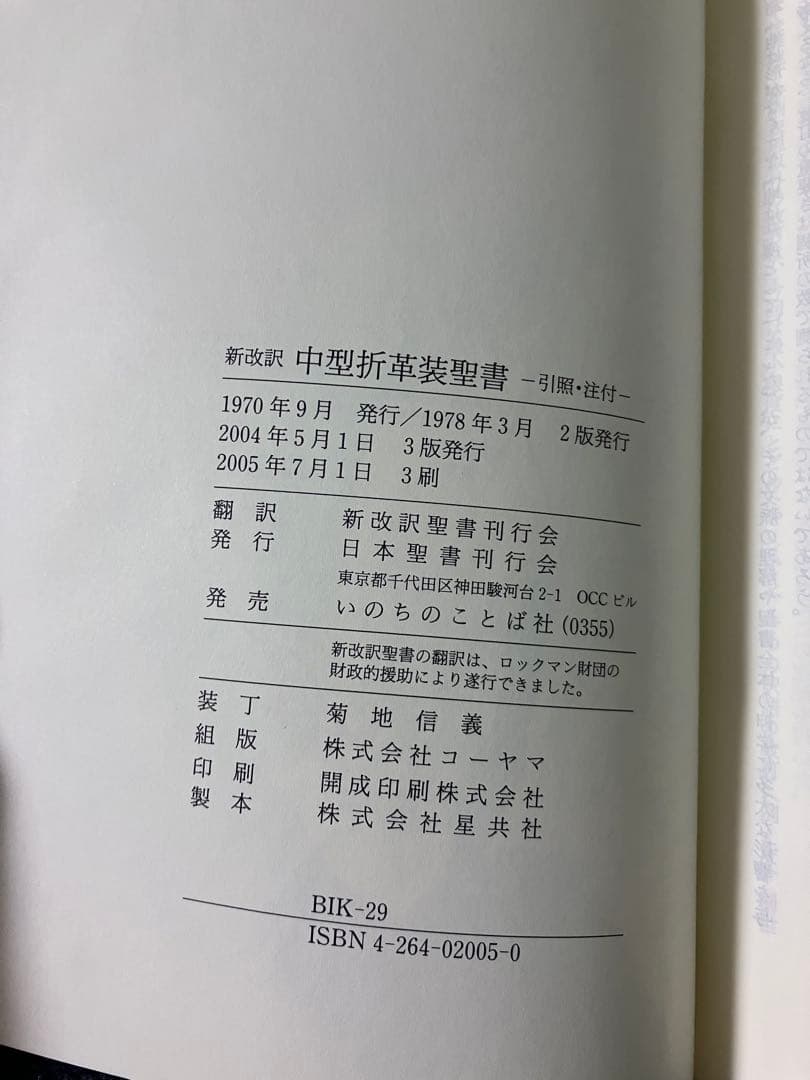 新改訳 中型折革装聖書 －引照・注付－
1970年9月 発行／1978年3月 2版発行
2004年5月1日 3版発行
2005年7月1日 3刷
翻訳 新改訳聖書刊行会
発行 日本聖書刊行会
東京都千代田区神田駿河台2-1 OCCビル
発売 いのちのことば社(0355)
新改訳聖書の翻訳は、ロックマン財団の
財政的援助により遂行できました。
装丁 菊地信義
組版 株式会社コーヤマ
印刷 開成印刷株式会社
製本 株式会社星共社
BIK-29
ISBN 4-264-02005-0